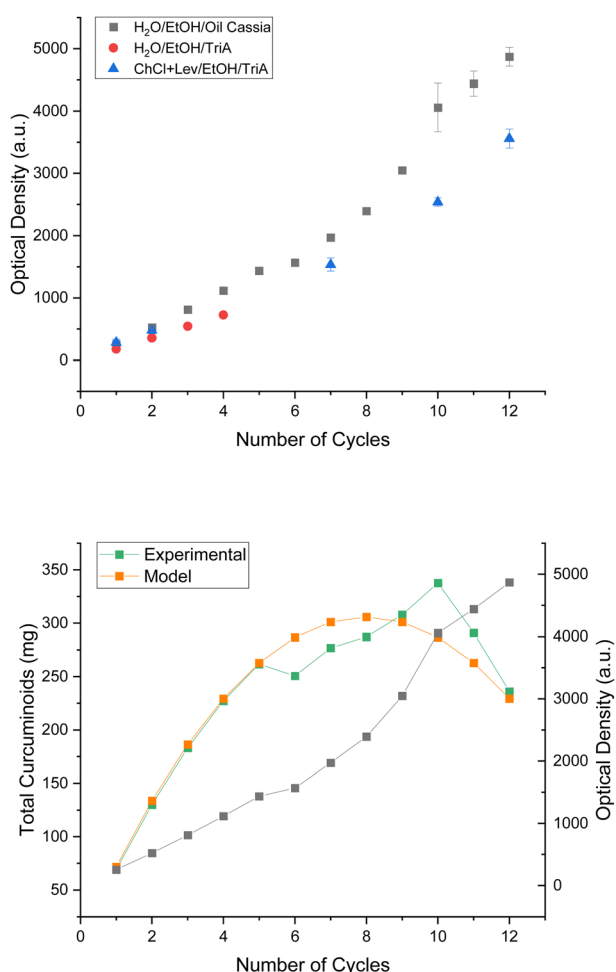 H₂O/EtOH/Oil Cassia
H₂O/EtOH/TriA
ChCl+Lev/EtOH/TriA
5000
4000
3000
2000
1000
0
Optical Density (a.u.)
0 2 4 6 8 10 12
Number of Cycles
Experimental
Model
350
300
250
200
150
100
50
Total Curcuminoids (mg)
5000
4000
3000
2000
1000
0
Optical Density (a.u.)
0 2 4 6 8 10 12
Number of Cycles